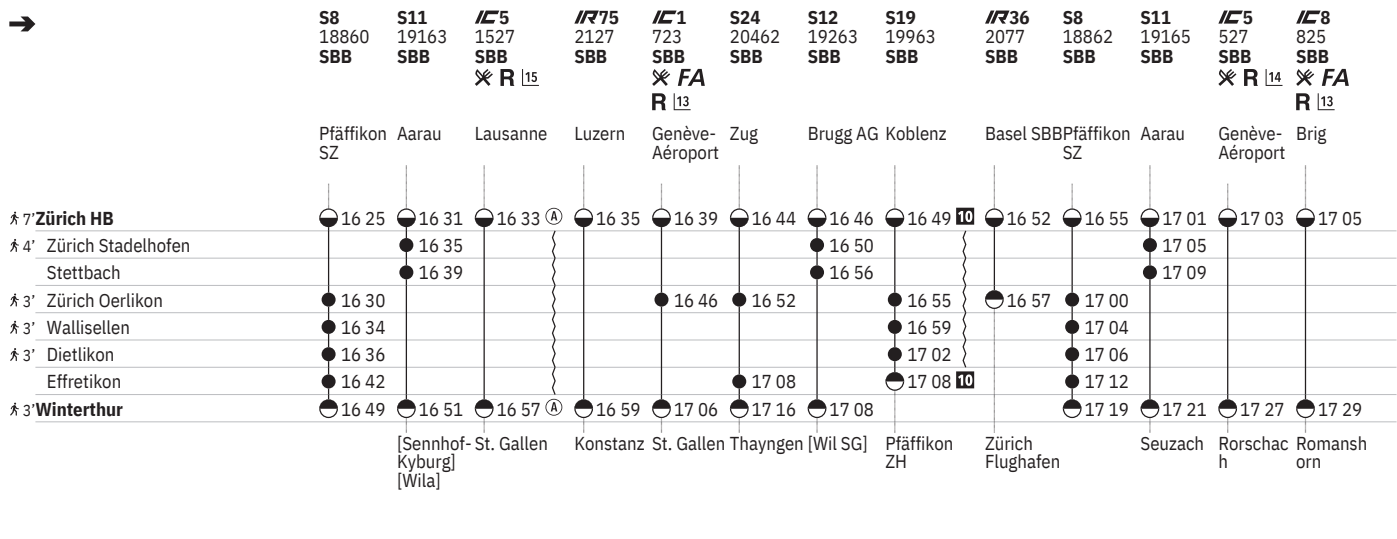 S8 S11 IC5 IR75 IC1 S24 S12 S19 IR36 S8 S11 IC5 IC8
18860 19163 1527 2127 723 20462 19263 19963 2077 18862 19165 527 825
SBB SBB SBB SBB SBB SBB SBB SBB SBB SBB SBB SBB SBB
R 15 FA R 14 FA
R 13 R 13
Pfäffikon Aarau Lausanne Luzern Genève- Zug Brugg AG Koblenz Basel SBB Pfäffikon Aarau Genève- Brig
SZ Aéroport SZ Aéroport
7' Zürich HB 16 25 16 31 16 33 A 16 35 16 39 16 44 16 46 16 49 10 16 52 16 55 17 01 17 03 17 05
4' Zürich Stadelhofen 16 35 16 50 17 05
Stettbach 16 39 16 56 17 09
3' Zürich Oerlikon 16 30 16 46 16 52 16 55 16 57 17 00
3' Wallisellen 16 34 16 59 17 04
3' Dietlikon 16 36 17 02 17 06
Effretikon 16 42 17 08 17 08 10 17 12
3' Winterthur 16 49 16 51 16 57 A 16 59 17 06 17 16 17 08 17 19 17 21 17 27 17 29
[Sennhof- St. Gallen Konstanz St. Gallen Thayngen [Wil SG] Pfäffikon Zürich Seuzach Rorschac Romansh
Kyburg] ZH Flughafen h orn
[Wila]